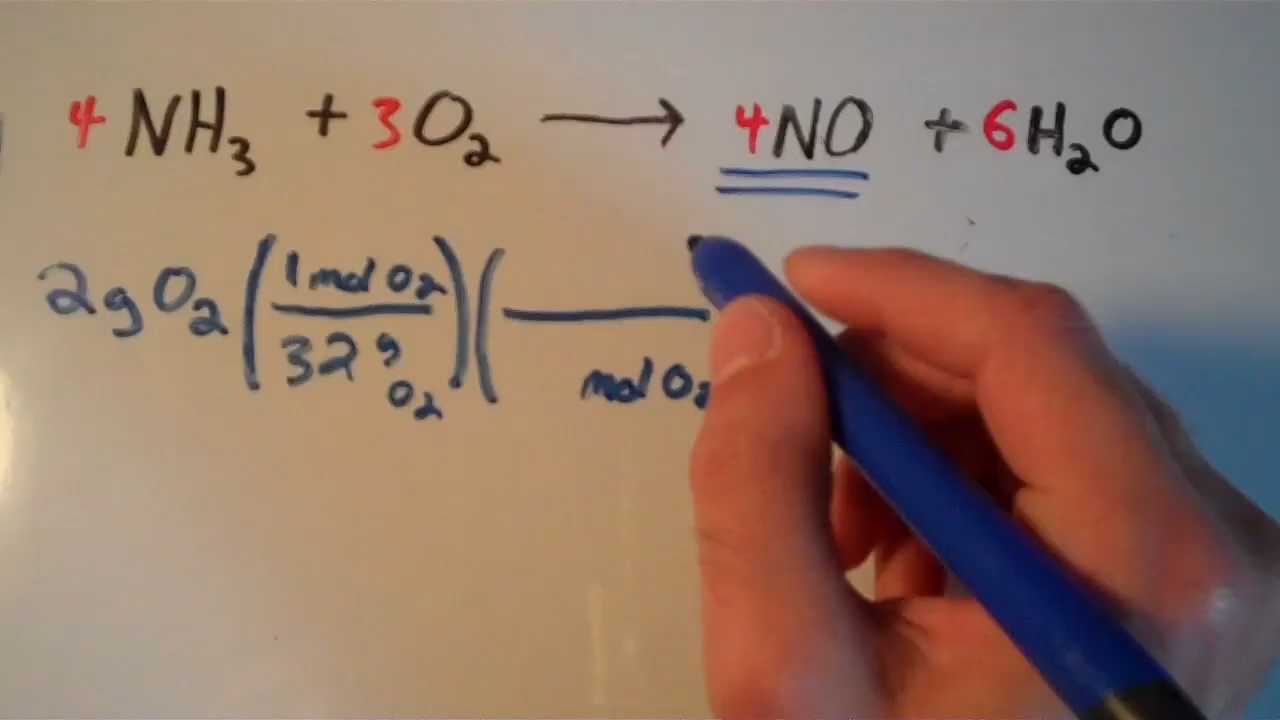 4 NH₃ + 3 O₂ → 4 NO + 6 H₂O
2 g O₂ (1 mol O₂ / 32 g O₂) ( / mol O₂